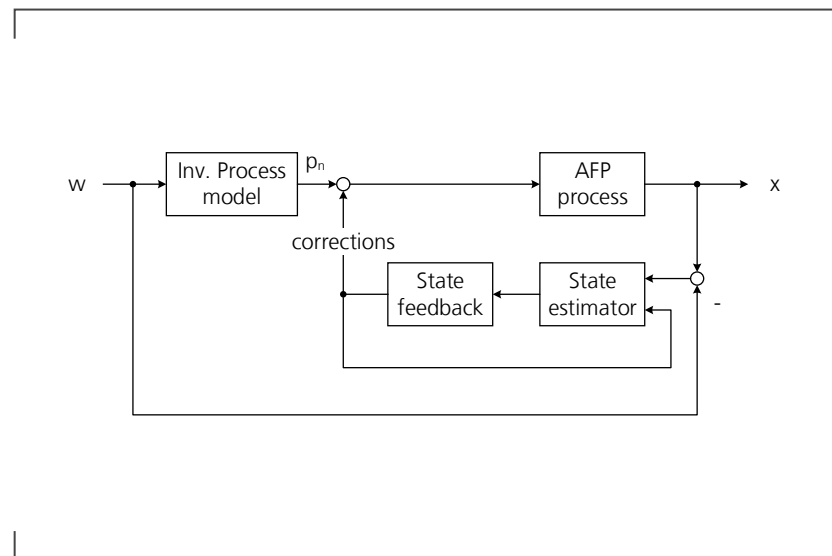 w
Inv. Process
model
pn
AFP
process
x
corrections
State
feedback
State
estimator
-